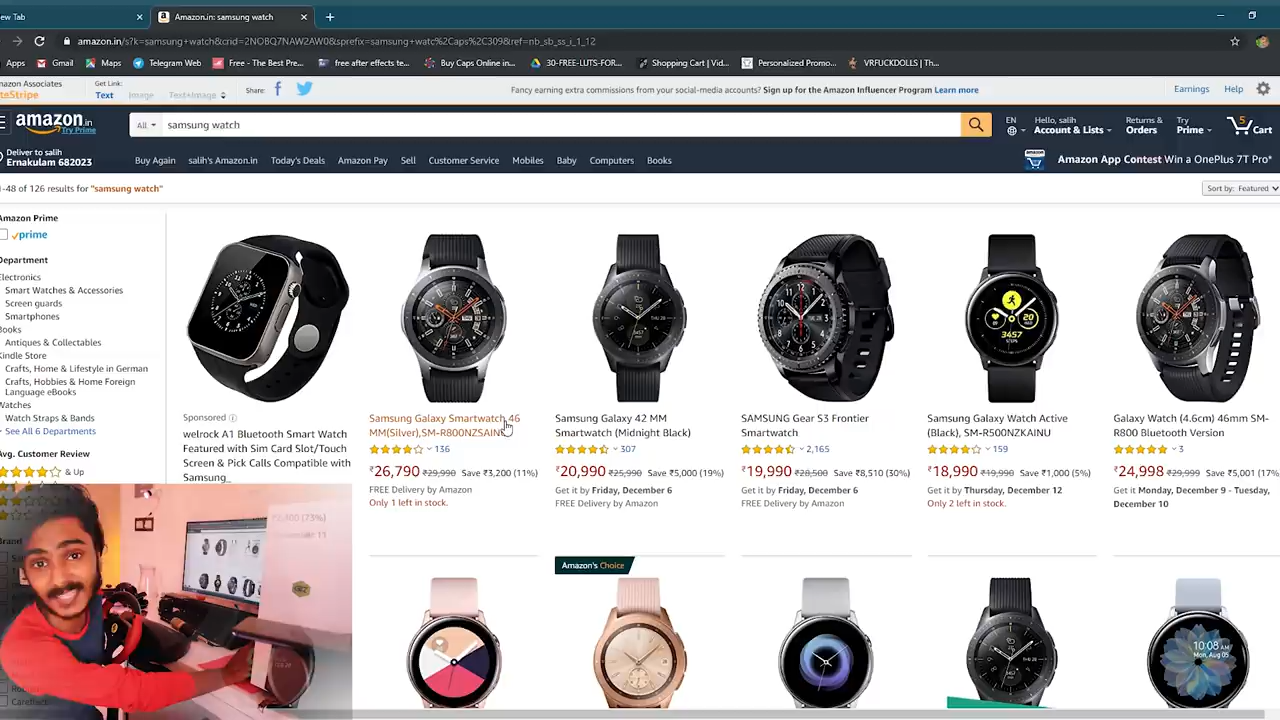 ew Tab
Amazon.in: samsung watch
amazon.in/s?k=samsung+watch&crid=2NOBQ7NAW2AW0&sprefix=samsung+watc%2Caps%2C309&ref=nb_sb_ss_i_1_12
Apps Gmail Maps Telegram Web Free - The Best Pre... free after effects te... Buy Caps Online in... 30-FREE-LUTS-FOR... Shopping Cart | Vid... Personalized Promo... VRFUCKDOLLS | Th...
mazon Associates
iteStripe
Get Link:
Text Image Text+Image
Share:
Fancy earning extra commissions from your social-media accounts? Sign up for the Amazon Influencer Program Learn more
Earnings Help
amazon.in
Try Prime
All samsung watch
EN
Hello, salih
Account & Lists
Returns &
Orders
Try
Prime
5
Cart
Deliver to salih
Ernakulam 682023
Buy Again salih's Amazon.in Today's Deals Amazon Pay Sell Customer Service Mobiles Baby Computers Books
Amazon App Contest Win a OnePlus 7T Pro*
1-48 of 126 results for "samsung watch"
Sort by: Featured
Amazon Prime
prime
Department
Electronics
Smart Watches & Accessories
Screen guards
Smartphones
Books
Antiques & Collectables
Kindle Store
Crafts, Home & Lifestyle in German
Crafts, Hobbies & Home Foreign
Language eBooks
Watches
Watch Straps & Bands
See All 6 Departments
Avg. Customer Review
& Up
Sponsored
welrock A1 Bluetooth Smart Watch
Featured with Sim Card Slot/Touch
Screen & Pick Calls Compatible with
Samsung...
(73%)
Samsung Galaxy Smartwatch 46
MM(Silver),SM-R800NZSAINU
136
₹26,790 ₹29,990 Save ₹3,200 (11%)
FREE Delivery by Amazon
Only 1 left in stock.
Samsung Galaxy 42 MM
Smartwatch (Midnight Black)
307
₹20,990 ₹25,990 Save ₹5,000 (19%)
Get it by Friday, December 6
FREE Delivery by Amazon
SAMSUNG Gear S3 Frontier
Smartwatch
2,165
₹19,990 ₹28,500 Save ₹8,510 (30%)
Get it by Friday, December 6
FREE Delivery by Amazon
Samsung Galaxy Watch Active
(Black), SM-R500NZKAINU
159
₹18,990 ₹19,990 Save ₹1,000 (5%)
Get it by Thursday, December 12
Only 2 left in stock.
Galaxy Watch (4.6cm) 46mm SM-
R800 Bluetooth Version
3
₹24,998 ₹29,999 Save ₹5,001 (17%
Get it Monday, December 9 - Tuesday,
December 10
Amazon's Choice
10:08 AM
Mon, Aug 05